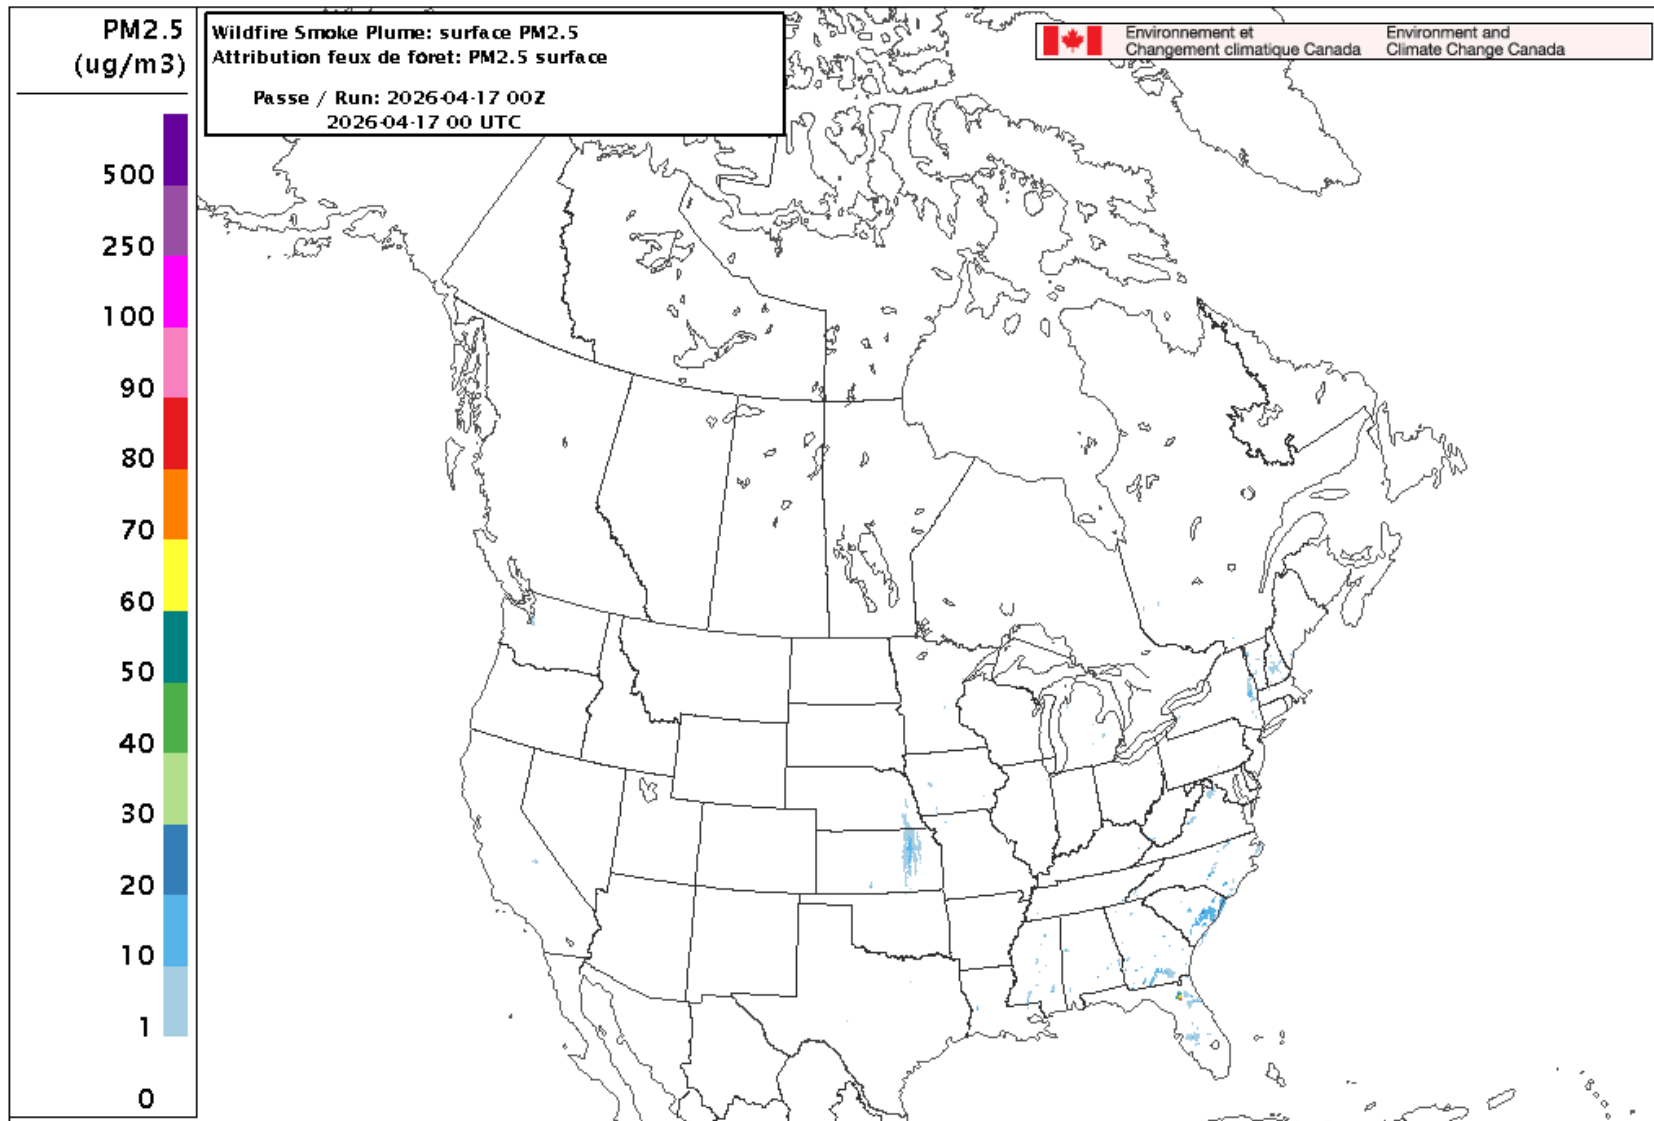 PM2.5
(ug/m3)
500
250
100
90
80
70
60
50
40
30
20
10
1
0
Wildfire Smoke Plume: surface PM2.5
Attribution feux de fôret: PM2.5 surface
Passe / Run: 2026-04-17 00Z
2026-04-17 00 UTC
Environnement et
Changement climatique Canada
Environment and
Climate Change Canada